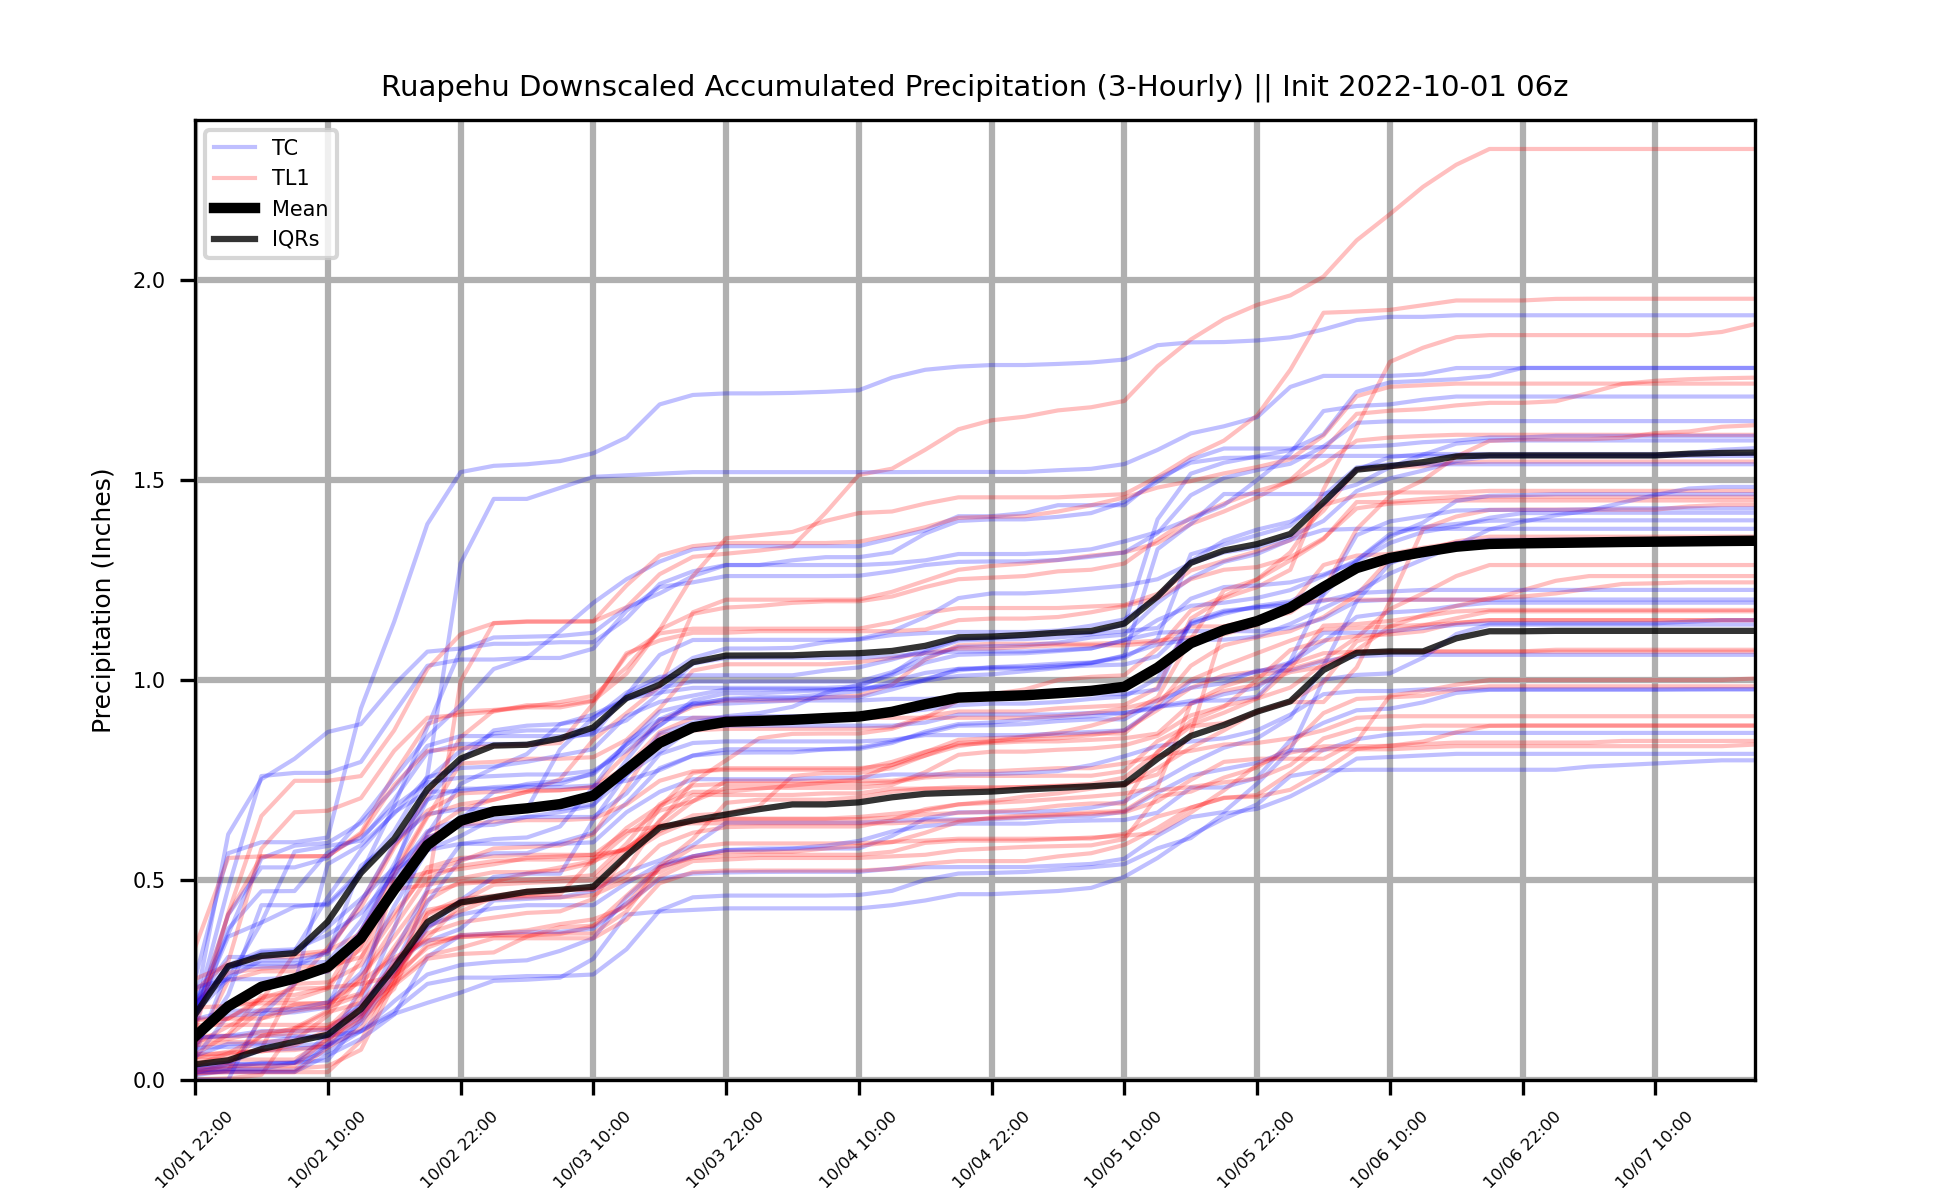 Ruapehu Downscaled Accumulated Precipitation (3-Hourly) || Init 2022-10-01 06z
TC
TL1
Mean
IQRs
Precipitation (Inches)
2.0
1.5
1.0
0.5
0.0
10/01 22:00
10/02 10:00
10/02 22:00
10/03 10:00
10/03 22:00
10/04 10:00
10/04 22:00
10/05 10:00
10/05 22:00
10/06 10:00
10/06 22:00
10/07 10:00